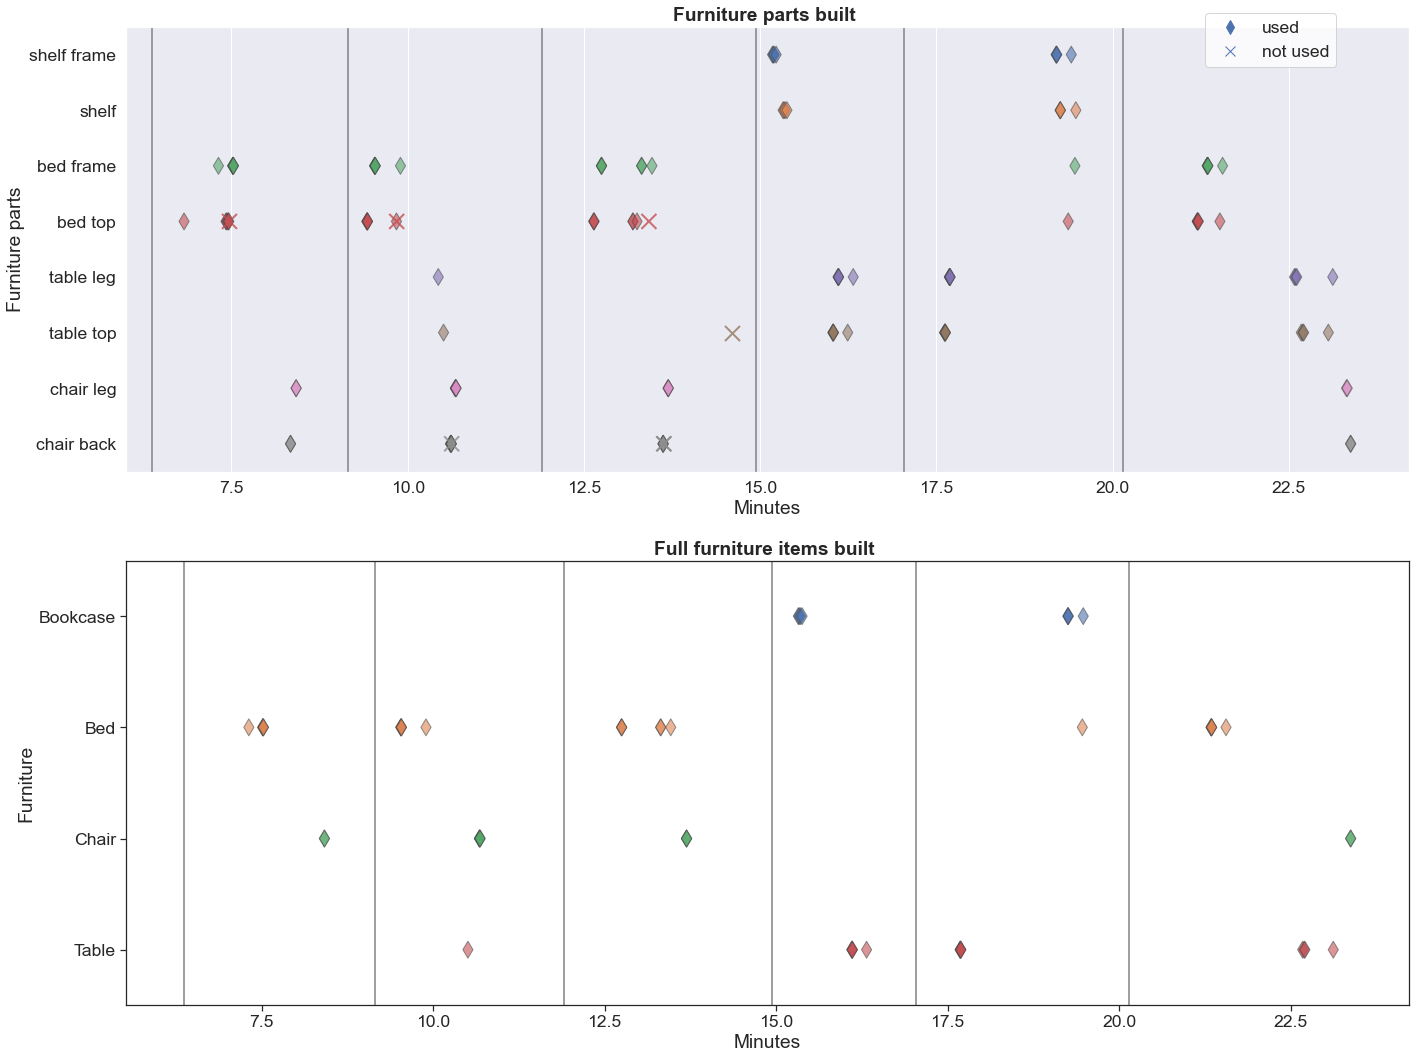 Furniture parts built
used
not used
shelf frame
shelf
bed frame
bed top
table leg
table top
chair leg
chair back
Furniture parts
7.5 10.0 12.5 15.0 17.5 20.0 22.5
Minutes
Full furniture items built
Bookcase
Bed
Chair
Table
Furniture
7.5 10.0 12.5 15.0 17.5 20.0 22.5
Minutes